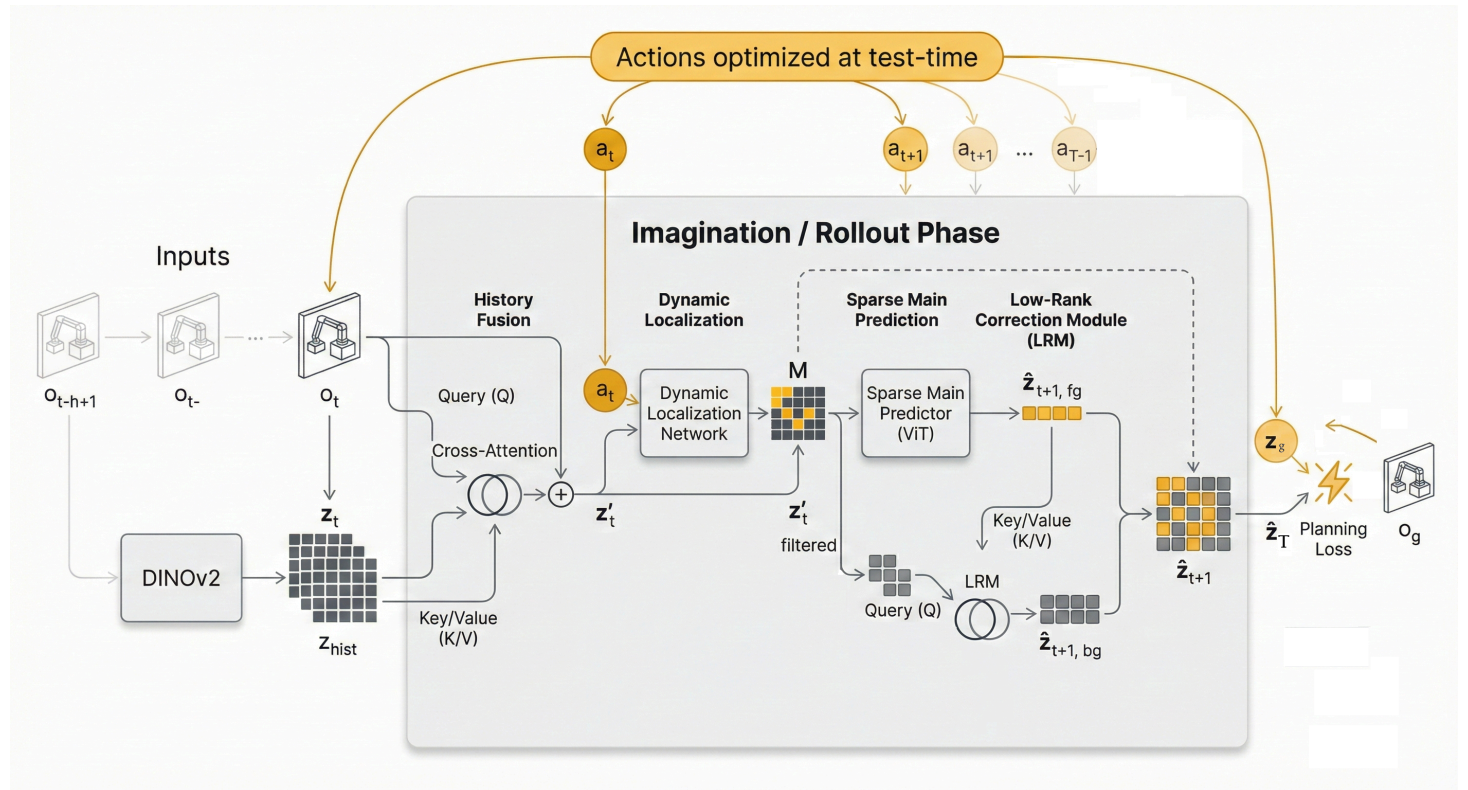 Actions optimized at test-time
a_t
a_{t+1}
a_{t+1}
...
a_{T-1}
Imagination / Rollout Phase
Inputs
History
Fusion
Dynamic
Localization
Sparse Main
Prediction
Low-Rank
Correction Module
(LRM)
...
o_{t-h+1}
o_{t-}
o_t
Query (Q)
Cross-Attention
a_t
Dynamic
Localization
Network
M
Sparse Main
Predictor
(ViT)
ẑ_{t+1, fg}
z_g
+
z'_t
z'_t
filtered
z_t
DINOv2
z_{hist}
Key/Value
(K/V)
Key/Value
(K/V)
LRM
Query (Q)
ẑ_{t+1, bg}
ẑ_{t+1}
ẑ_T
Planning
Loss
o_g